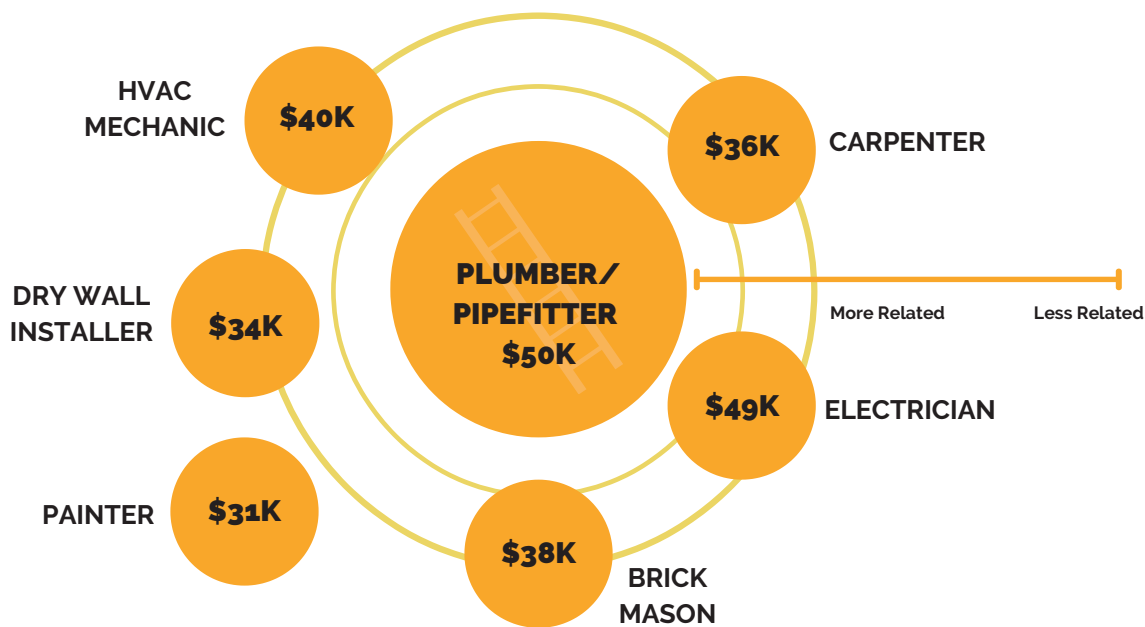 HVAC
MECHANIC
$40K
$36K
CARPENTER
PLUMBER/
PIPEFITTER
$50K
More Related
Less Related
DRY WALL
INSTALLER
$34K
$49K
ELECTRICIAN
PAINTER
$31K
$38K
BRICK
MASON